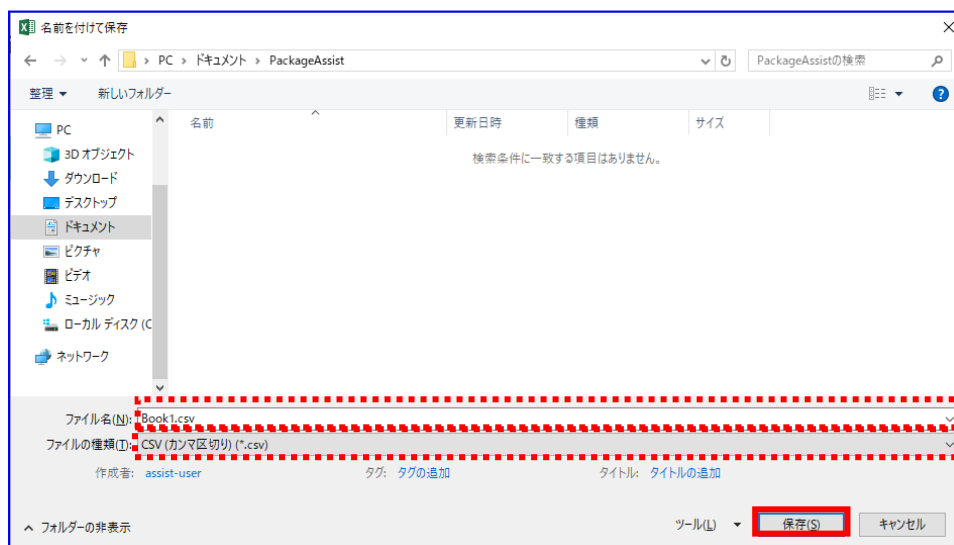 名前を付けて保存
PC > ドキュメント > PackageAssist
PackageAssistの検索
整理 新しいフォルダー
名前 更新日時 種類 サイズ
検索条件に一致する項目はありません。
PC
3D オブジェクト
ダウンロード
デスクトップ
ドキュメント
ピクチャ
ビデオ
ミュージック
ローカル ディスク (C
ネットワーク
ファイル名(N): Book1.csv
ファイルの種類(T): CSV (カンマ区切り) (*.csv)
作成者: assist-user タグ: タグの追加 タイトル: タイトルの追加
フォルダーの非表示 ツール(L) 保存(S) キャンセル